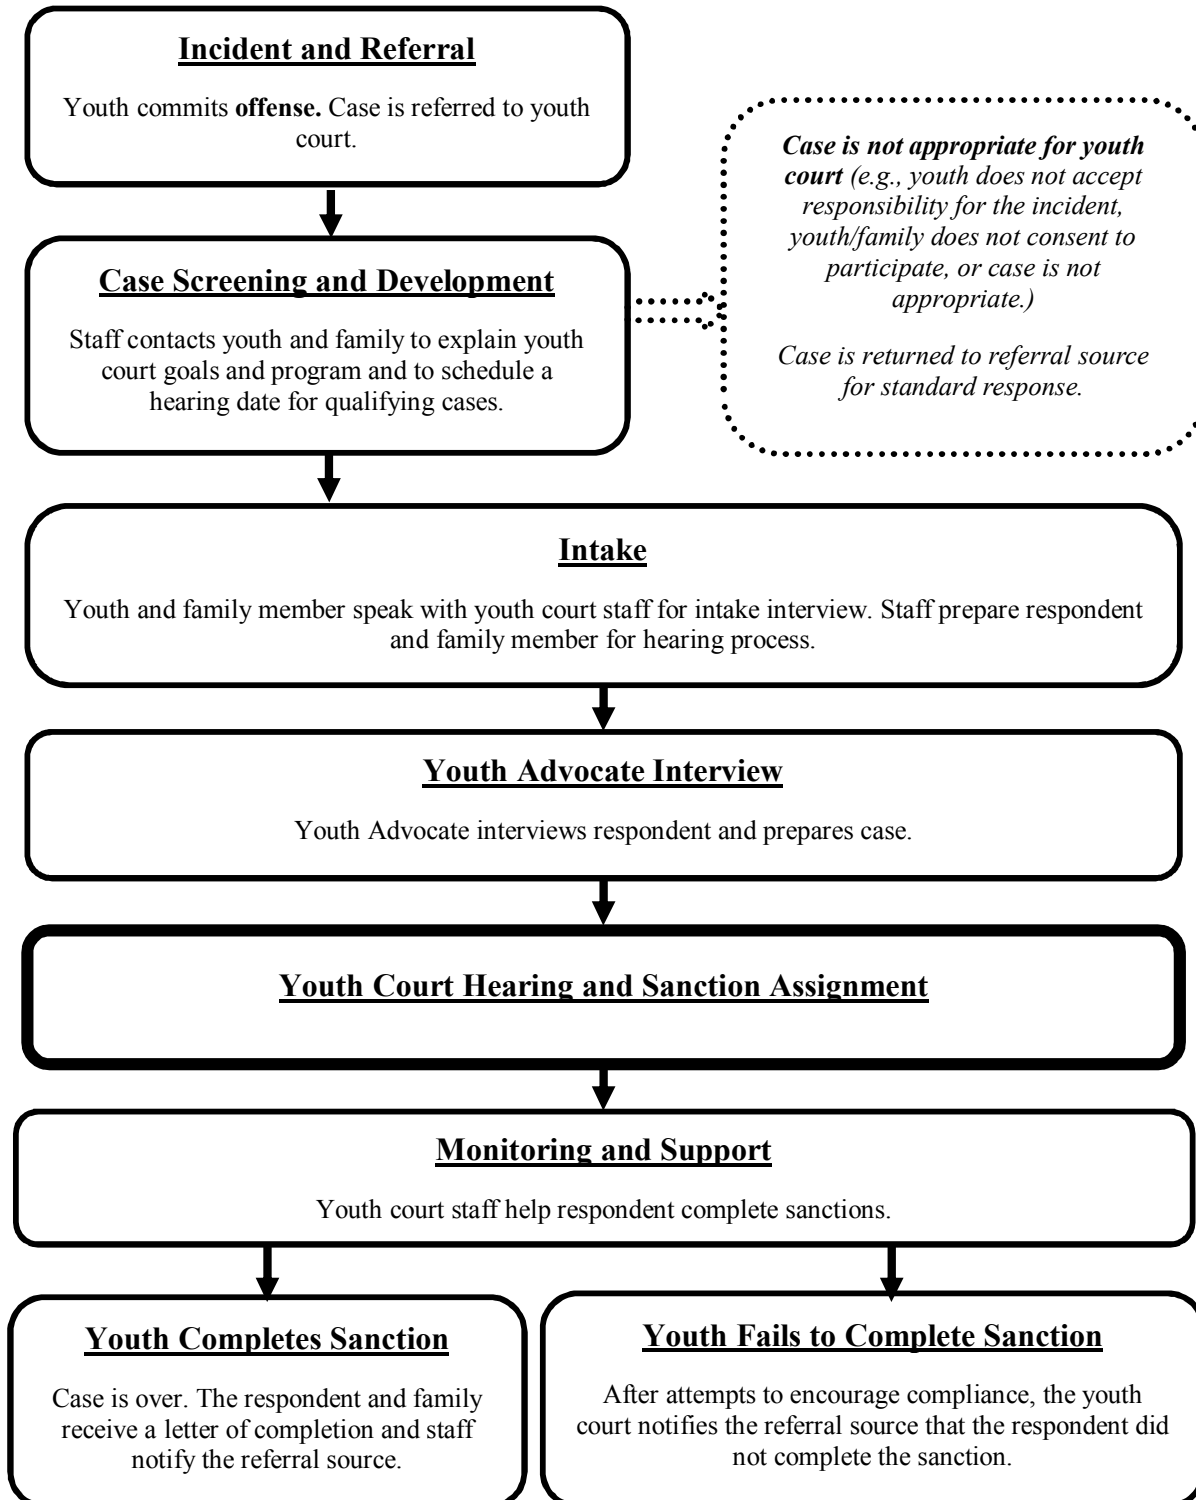 Incident and Referral
Youth commits offense. Case is referred to youth
court.
Case is not appropriate for youth
court (e.g., youth does not accept
responsibility for the incident,
youth/family does not consent to
participate, or case is not
appropriate.)
Case is returned to referral source
for standard response.
Case Screening and Development
Staff contacts youth and family to explain youth
court goals and program and to schedule a
hearing date for qualifying cases.
Intake
Youth and family member speak with youth court staff for intake interview. Staff prepare respondent
and family member for hearing process.
Youth Advocate Interview
Youth Advocate interviews respondent and prepares case.
Youth Court Hearing and Sanction Assignment
Monitoring and Support
Youth court staff help respondent complete sanctions.
Youth Completes Sanction
Case is over. The respondent and family
receive a letter of completion and staff
notify the referral source.
Youth Fails to Complete Sanction
After attempts to encourage compliance, the youth
court notifies the referral source that the respondent did
not complete the sanction.